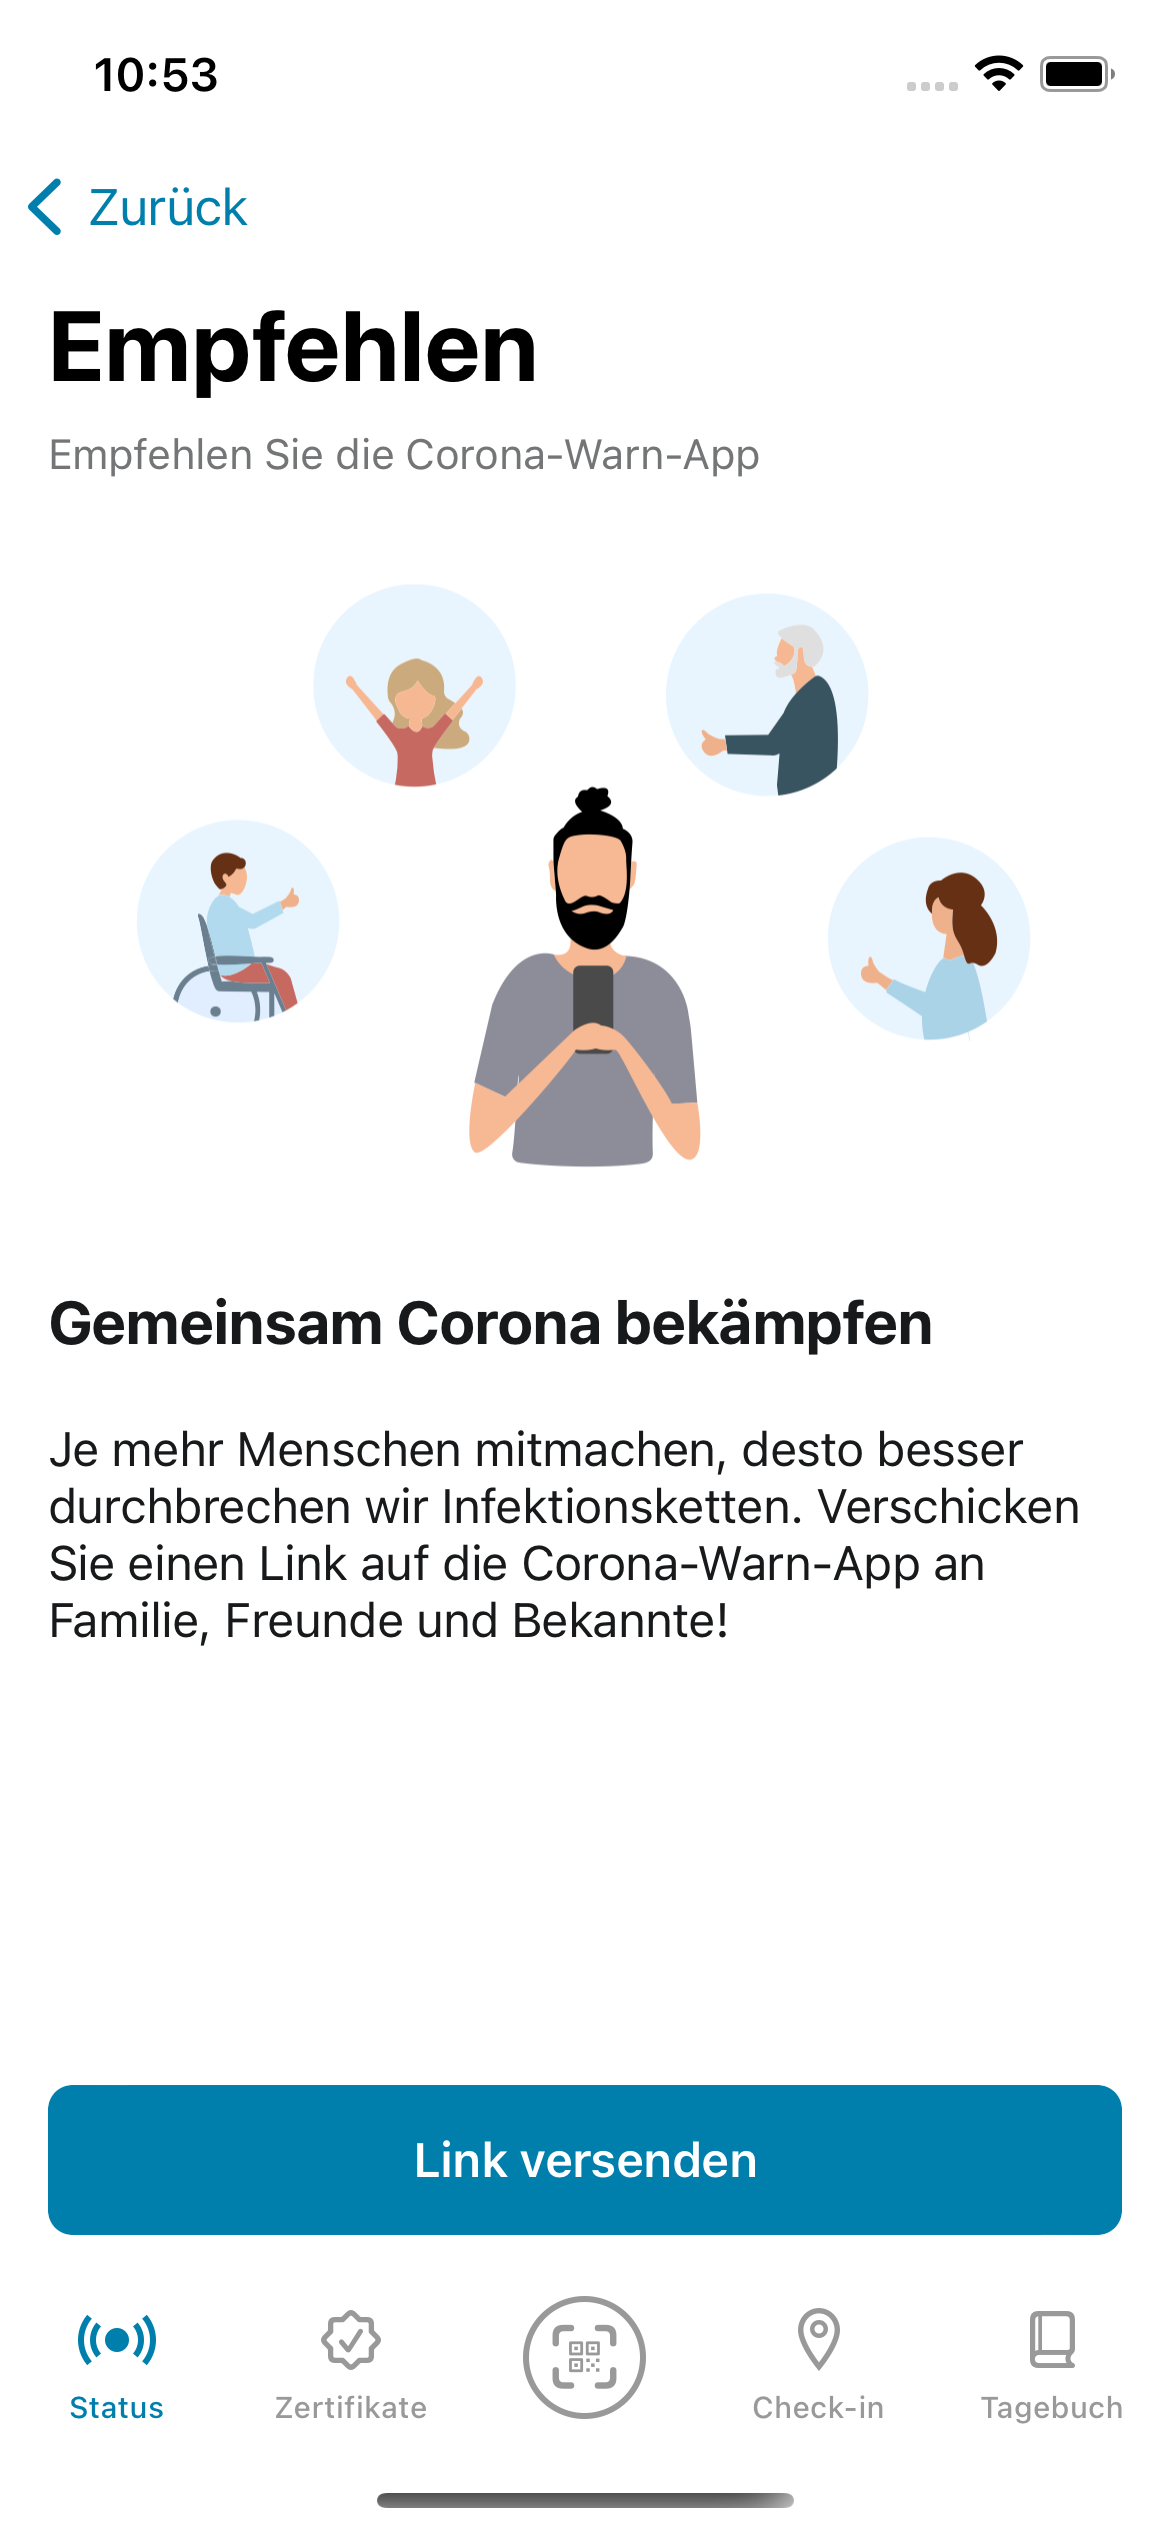 10:53
Zurück
Empfehlen
Empfehlen Sie die Corona-Warn-App
Gemeinsam Corona bekämpfen
Je mehr Menschen mitmachen, desto besser
durchbrechen wir Infektionsketten. Verschicken
Sie einen Link auf die Corona-Warn-App an
Familie, Freunde und Bekannte!
Link versenden
Status
Zertifikate
Check-in
Tagebuch